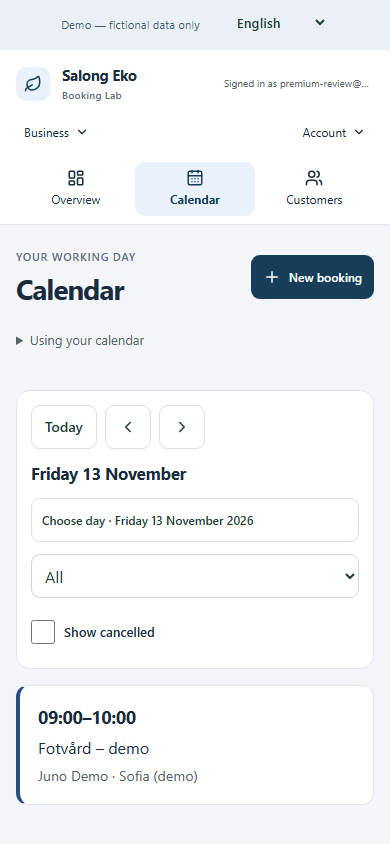 Demo — fictional data only English
Salong Eko
Booking Lab
Signed in as premium-review@...
Business Account
Overview Calendar Customers
YOUR WORKING DAY
Calendar
New booking
Using your calendar
Today
Friday 13 November
Choose day · Friday 13 November 2026
All
Show cancelled
09:00–10:00
Fotvård – demo
Juno Demo · Sofia (demo)